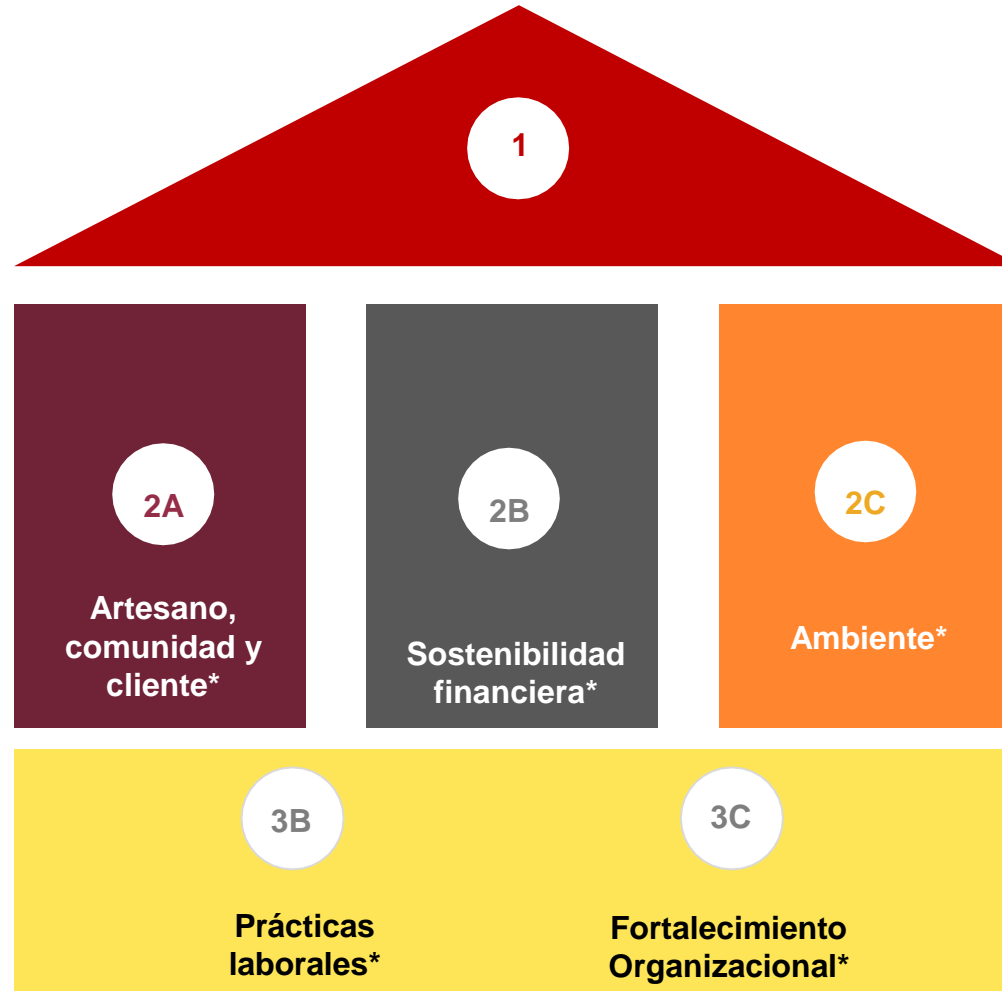 1
2A
Artesano,
comunidad y
cliente*
2B
Sostenibilidad
financiera*
2C
Ambiente*
3B
Prácticas
laborales*
3C
Fortalecimiento
Organizacional*